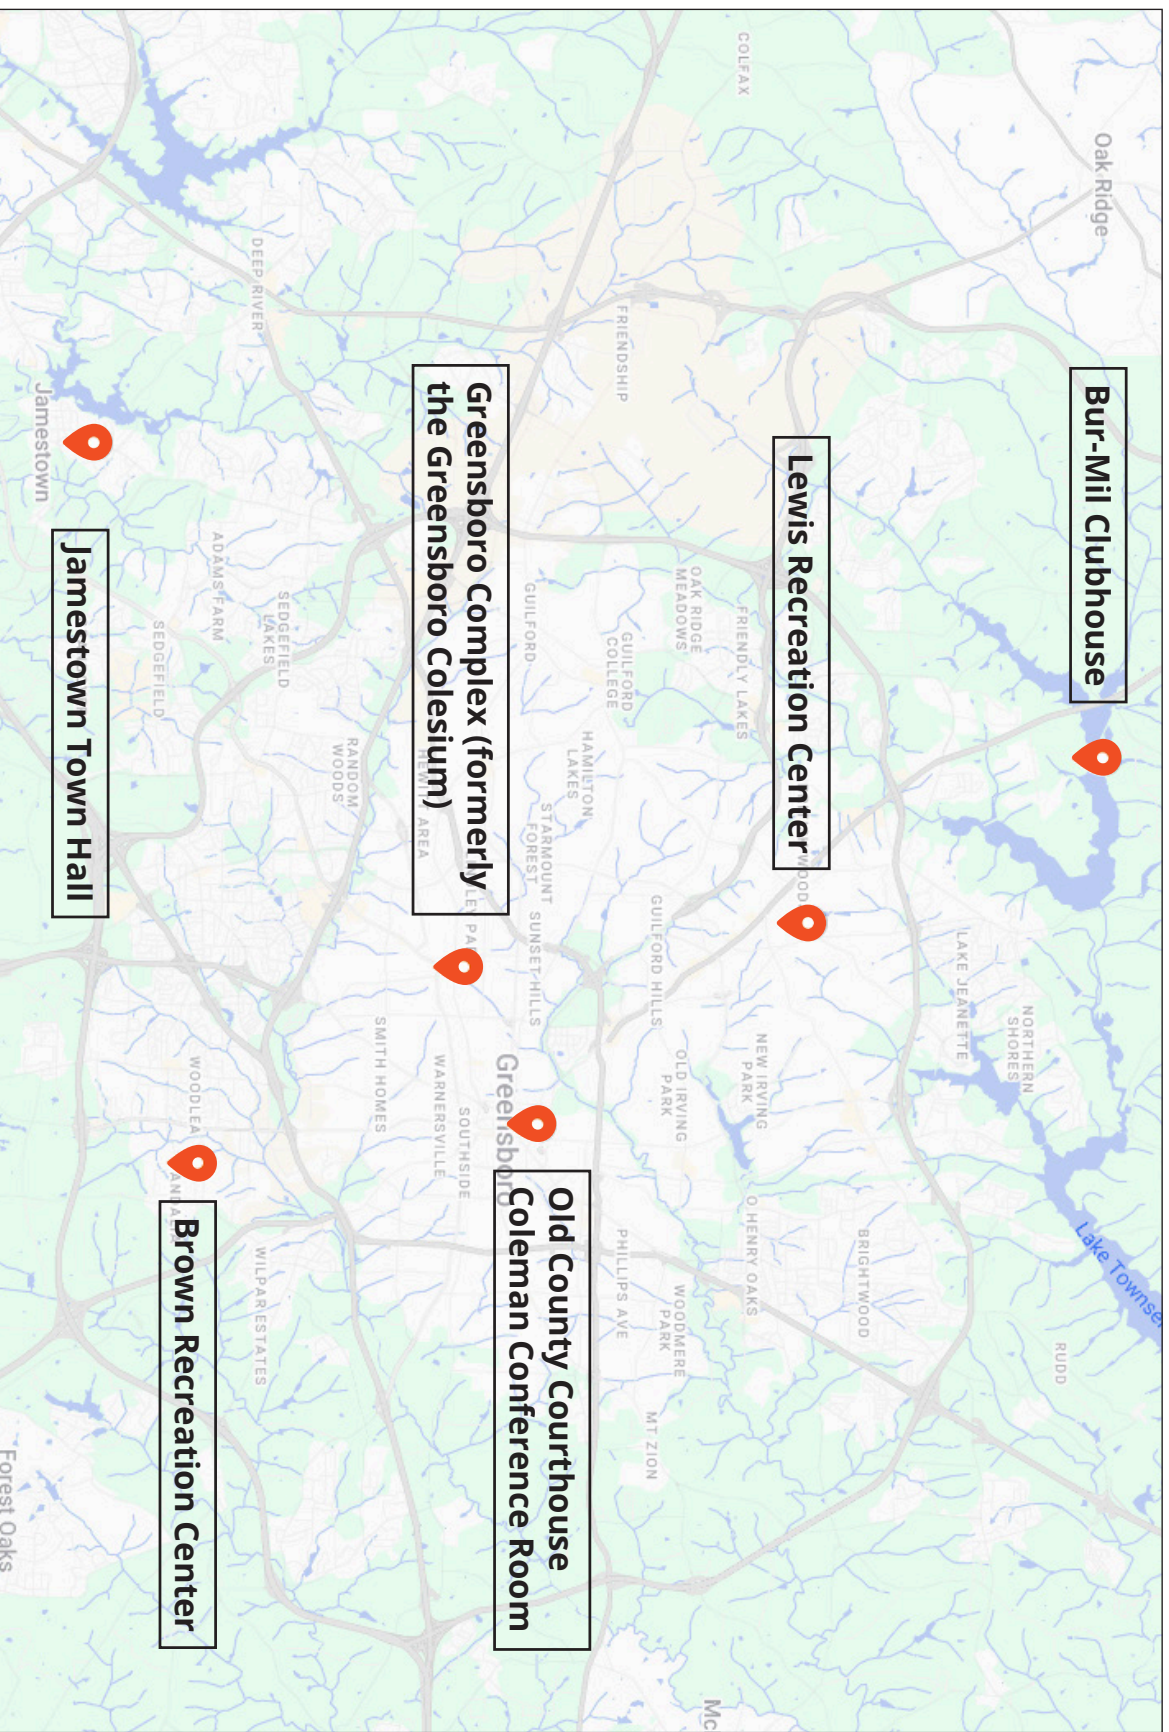 COLFAX
Oak Ridge
Bur-Mil Clubhouse
Lewis Recreation Center
WOOD
FRIENDSHIP
DEEP RIVER
Greensboro Complex (formerly
the Greensboro Colesium)
Jamestown
Jamestown Town Hall
OAK RIDGE
MEADOWS
FRIENDLY LAKES
GUILFORD
COLLEGE
GUILFORD
HAMILTON
LAKES
STARMOUNT
FOREST
SUNSET HILLS
GUILFORD HILLS
AREA
ADAMS FARM
SEDGEFIELD
LAKES
SEDGEFIELD
RANDOM
WOODS
LAKE JEANETTE
NORTHERN
SHORES
Lake Townse
NEW IRVING
PARK
OLD IRVING
PARK
O HENRY OAKS
BRIGHTWOOD
RUDD
Greensboro
Old County Courthouse
Coleman Conference Room
SMITH HOMES
WARNERSVILLE
SOUTHSIDE
PHILLIPS AVE
WOODMERE
PARK
MT ZION
WOODLEA
Brown Recreation Center
WILPAR ESTATES
Forest Oaks
Mc